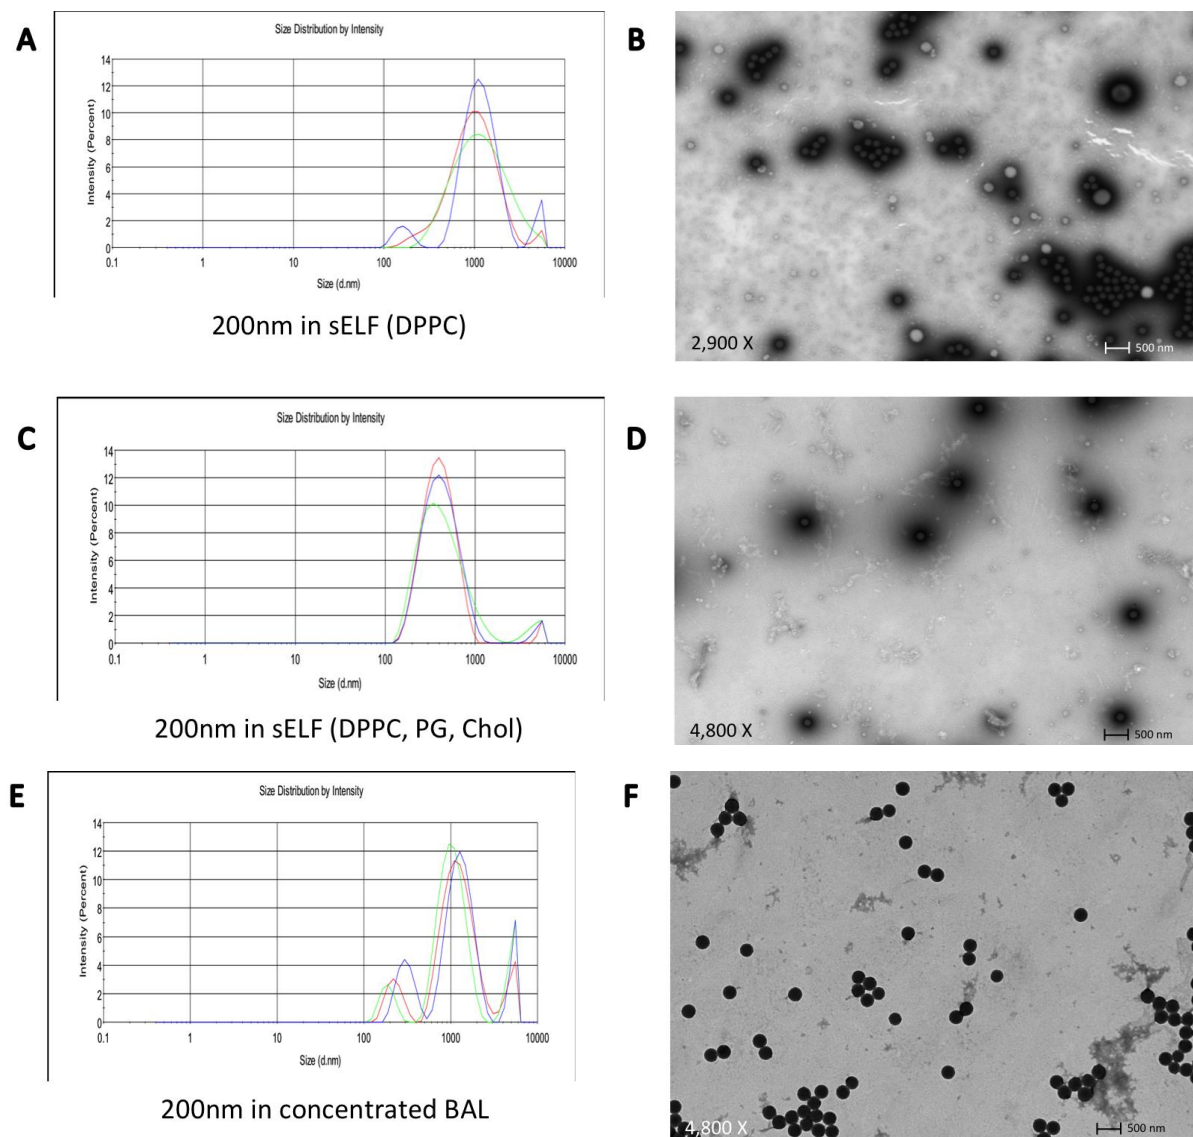 A
Size Distribution by Intensity
14
12
10
8
6
4
2
0
Intensity (Percent)
0.1 1 10 100 1000 10000
Size (d.nm)
200nm in sELF (DPPC)
B
2,900 X
500 nm
C
Size Distribution by Intensity
14
12
10
8
6
4
2
0
Intensity (Percent)
0.1 1 10 100 1000 10000
Size (d.nm)
200nm in sELF (DPPC, PG, Chol)
D
4,800 X
500 nm
E
Size Distribution by Intensity
14
12
10
8
6
4
2
0
Intensity (Percent)
0.1 1 10 100 1000 10000
Size (d.nm)
200nm in concentrated BAL
F
4,800 X
500 nm